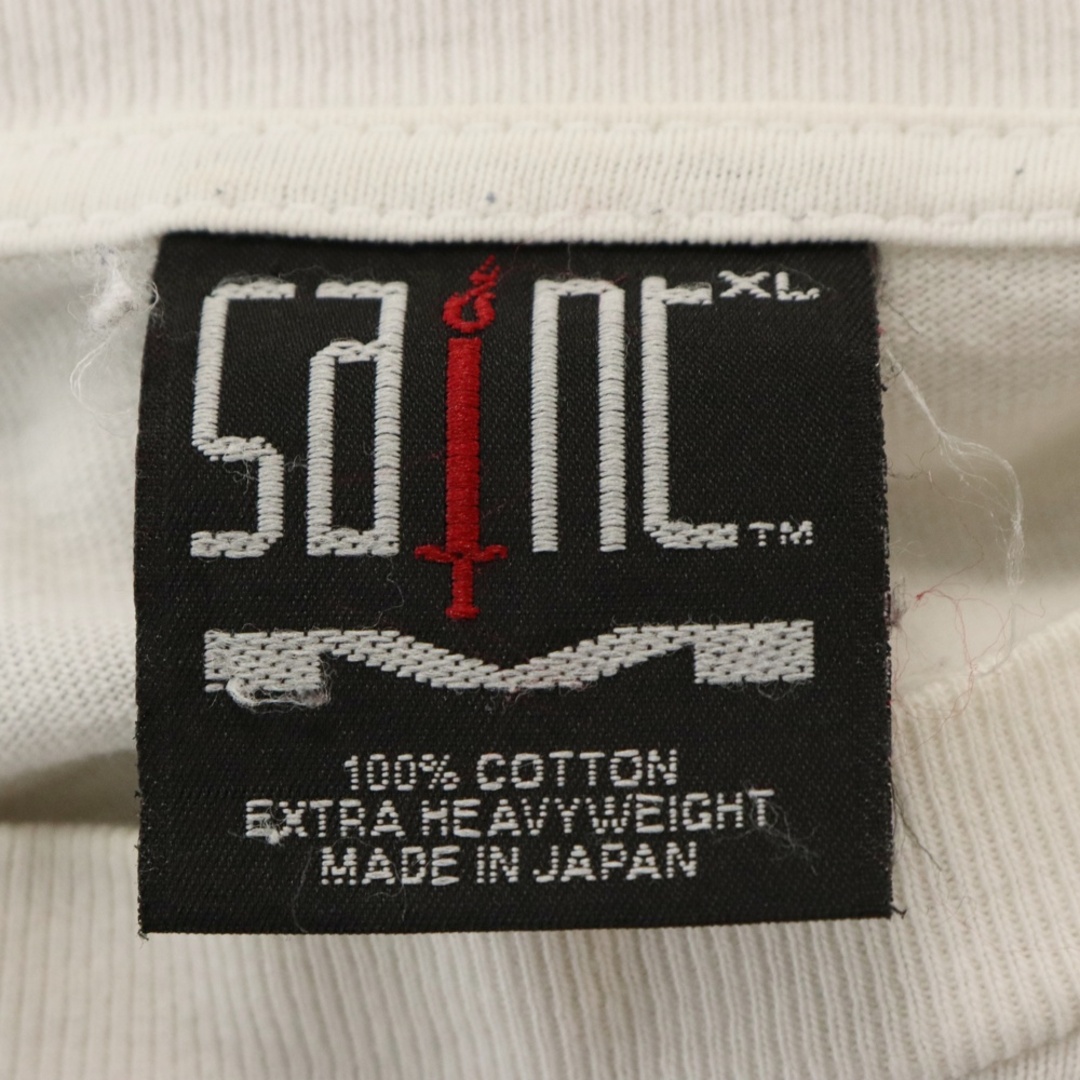 saint XL
TM
M
100% COTTON
EXTRA HEAVYWEIGHT
MADE IN JAPAN